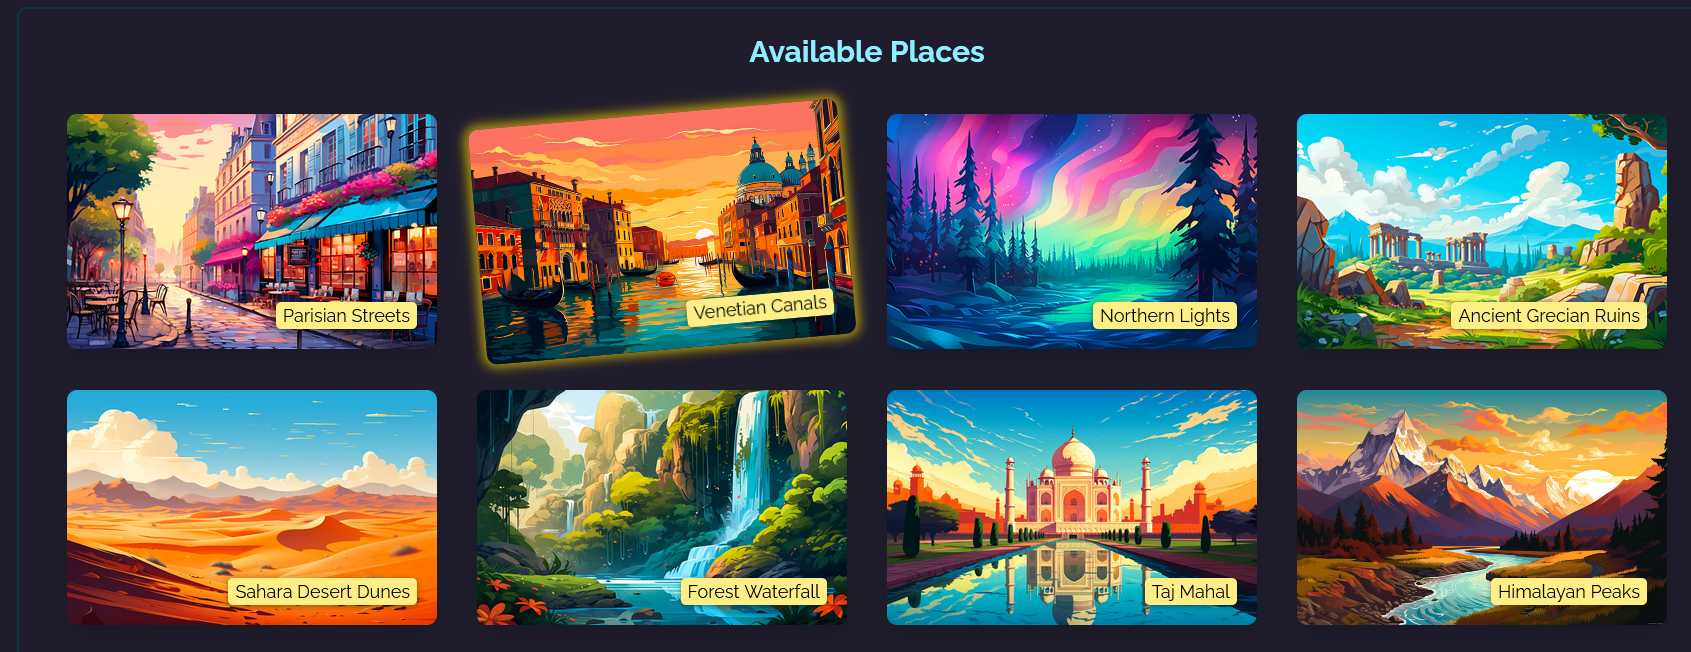 Available Places
Parisian Streets
Venetian Canals
Northern Lights
Ancient Grecian Ruins
Sahara Desert Dunes
Forest Waterfall
Taj Mahal
Himalayan Peaks